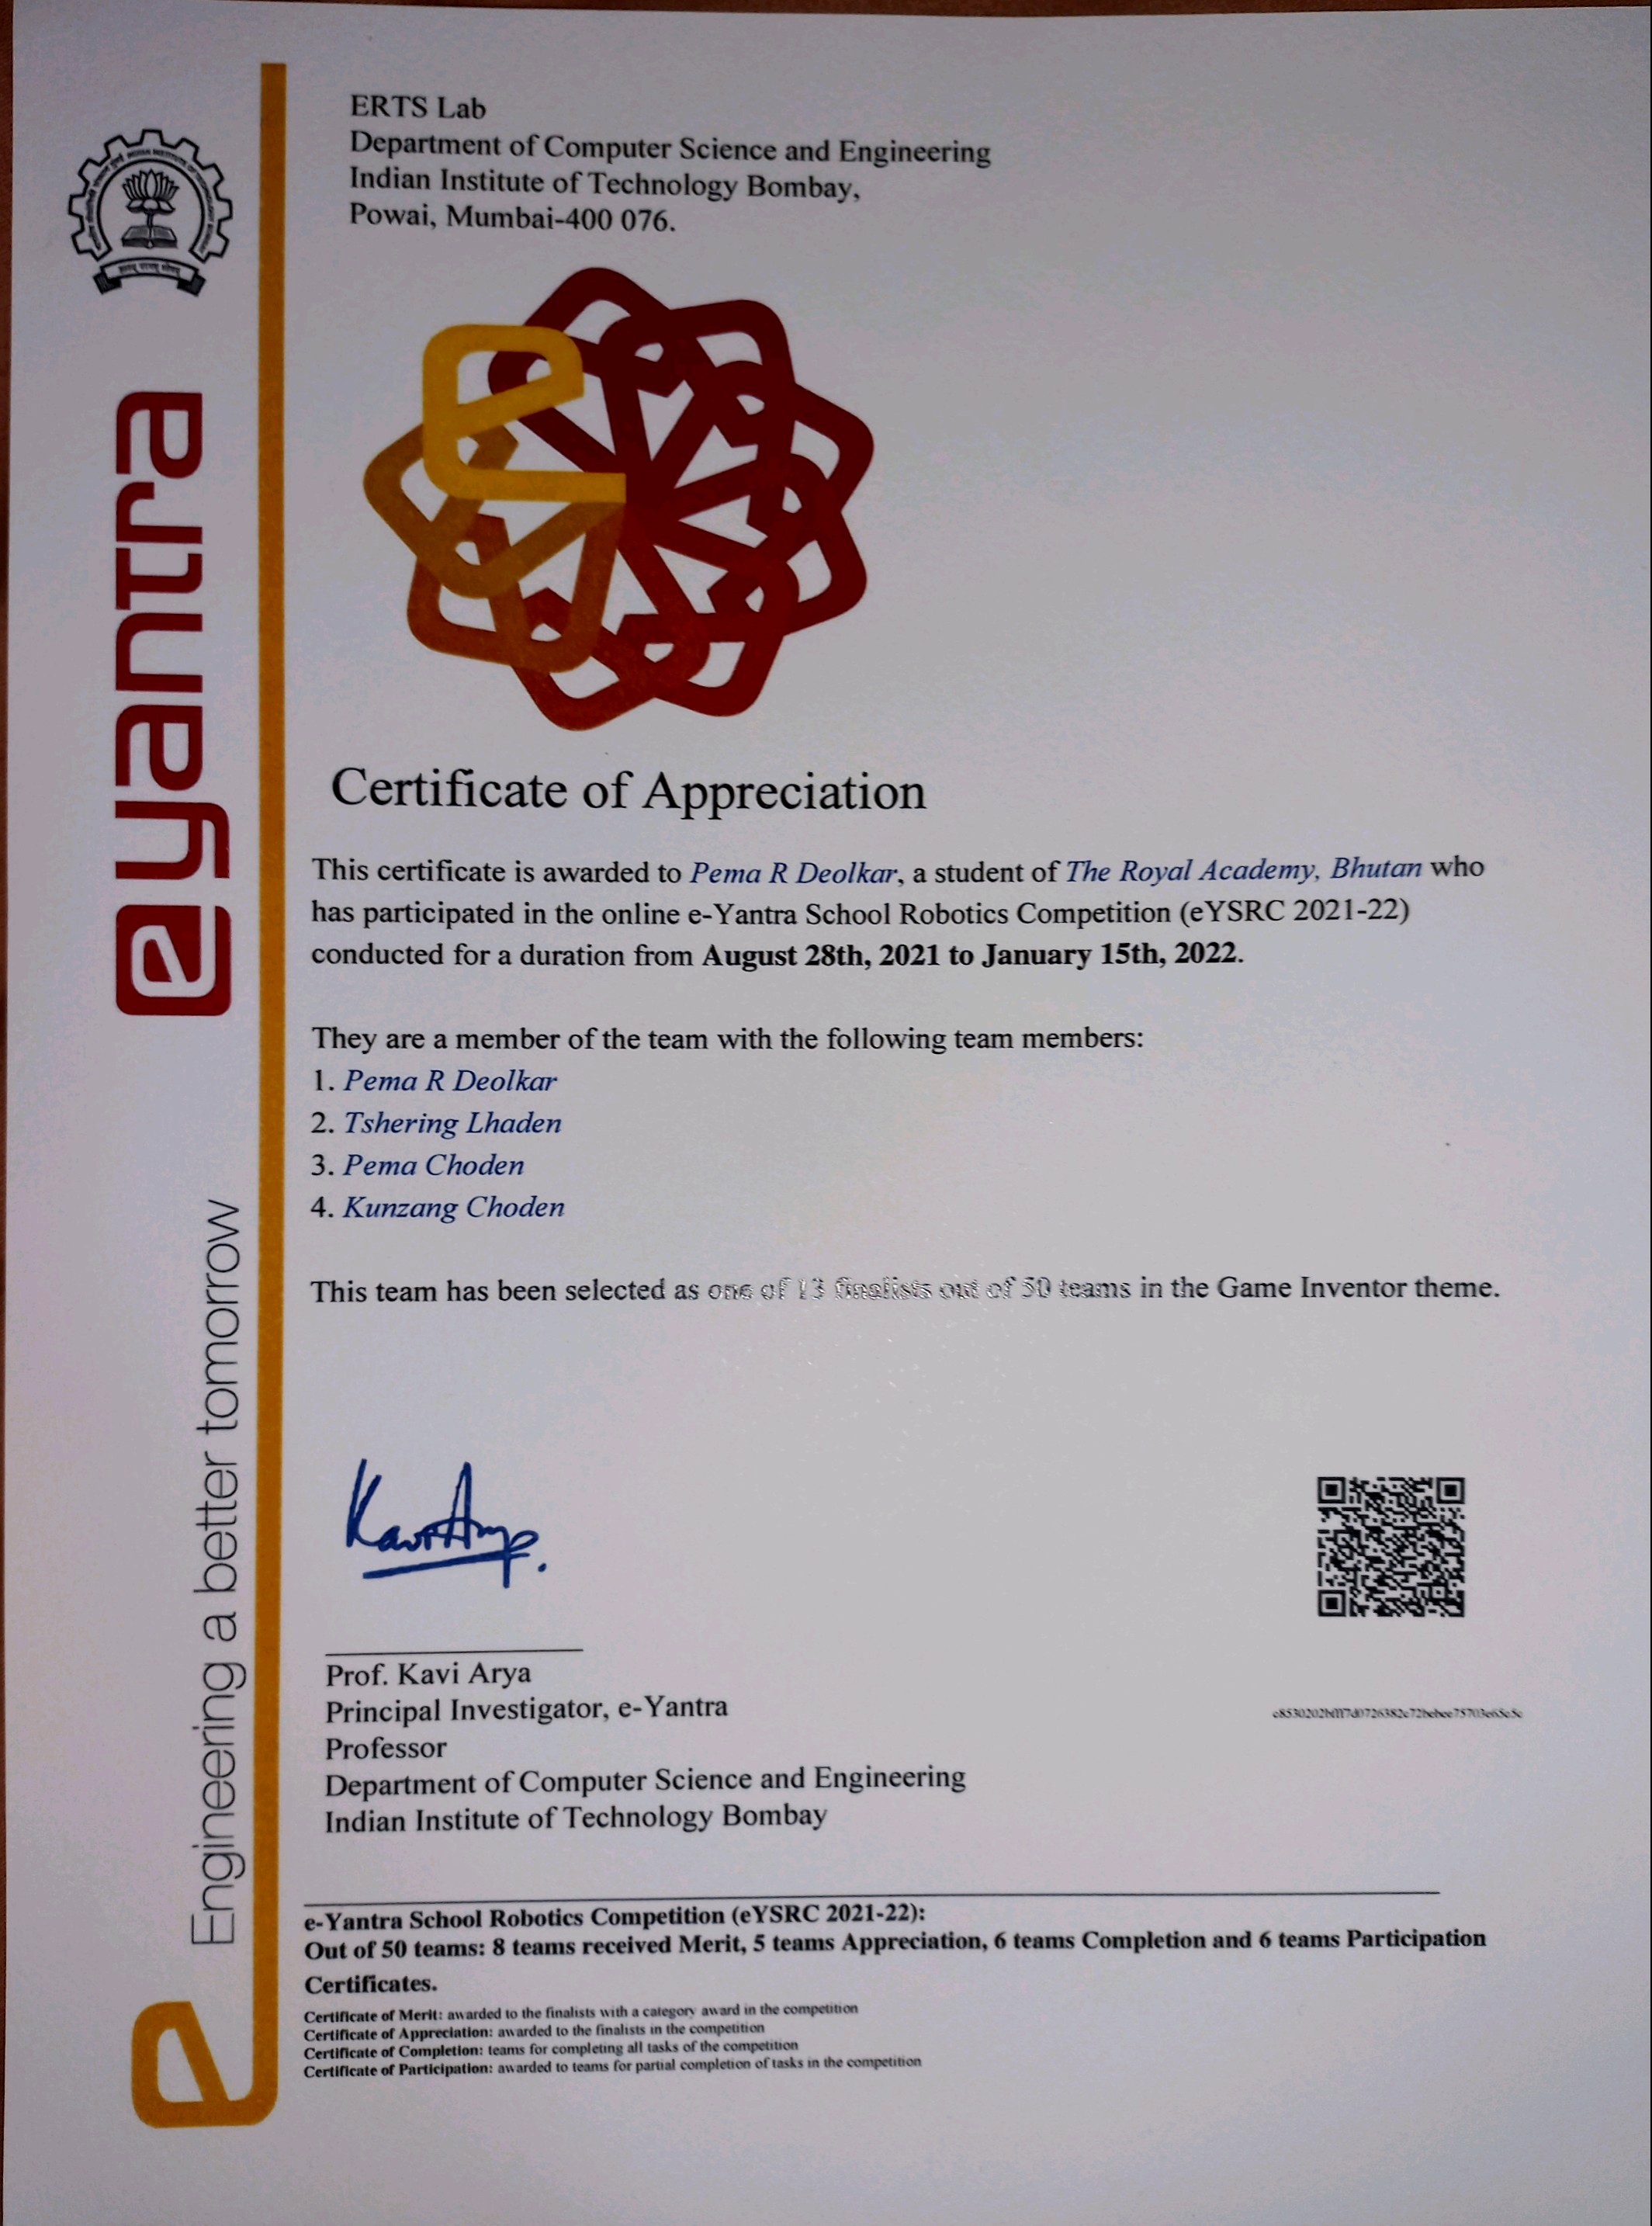 ERTS Lab
Department of Computer Science and Engineering
Indian Institute of Technology Bombay,
Powai, Mumbai-400 076.
eyantra
Engineering a better tomorrow
Certificate of Appreciation
This certificate is awarded to Pema R Deolkar, a student of The Royal Academy, Bhutan who
has participated in the online e-Yantra School Robotics Competition (eYSRC 2021-22)
conducted for a duration from August 28th, 2021 to January 15th, 2022.
They are a member of the team with the following team members:
1. Pema R Deolkar
2. Tshering Lhaden
3. Pema Choden
4. Kunzang Choden
This team has been selected as one of 13 finalists out of 50 teams in the Game Inventor theme.
Kavi Arya.
Prof. Kavi Arya
Principal Investigator, e-Yantra
Professor
Department of Computer Science and Engineering
Indian Institute of Technology Bombay
e-Yantra School Robotics Competition (eYSRC 2021-22):
Out of 50 teams: 8 teams received Merit, 5 teams Appreciation, 6 teams Completion and 6 teams Participation
Certificates.
Certificate of Merit: awarded to the finalists with a category award in the competition
Certificate of Appreciation: awarded to the finalists in the competition
Certificate of Completion: teams for completing all tasks of the competition
Certificate of Participation: awarded to teams for partial completion of tasks in the competition